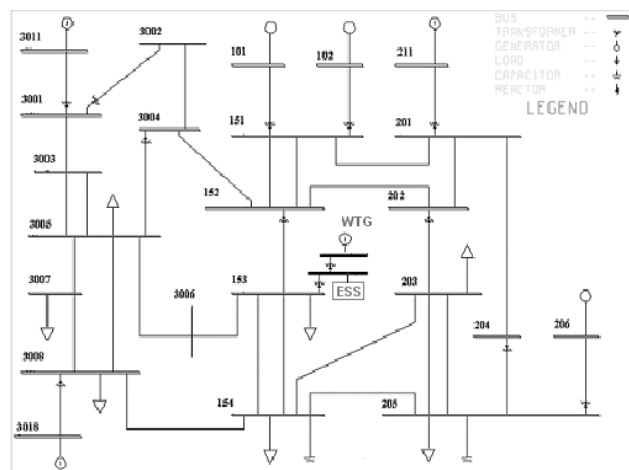 BUS
TRANSFORMER
GENERATOR
LOAD
CAPACITOR
REACTOR
LEGEND
3011
3002
101
102
211
3001
3004
151
201
3003
152
202
3005
WTG
3007
3006
153
ESS
203
204
206
3008
154
205
3018